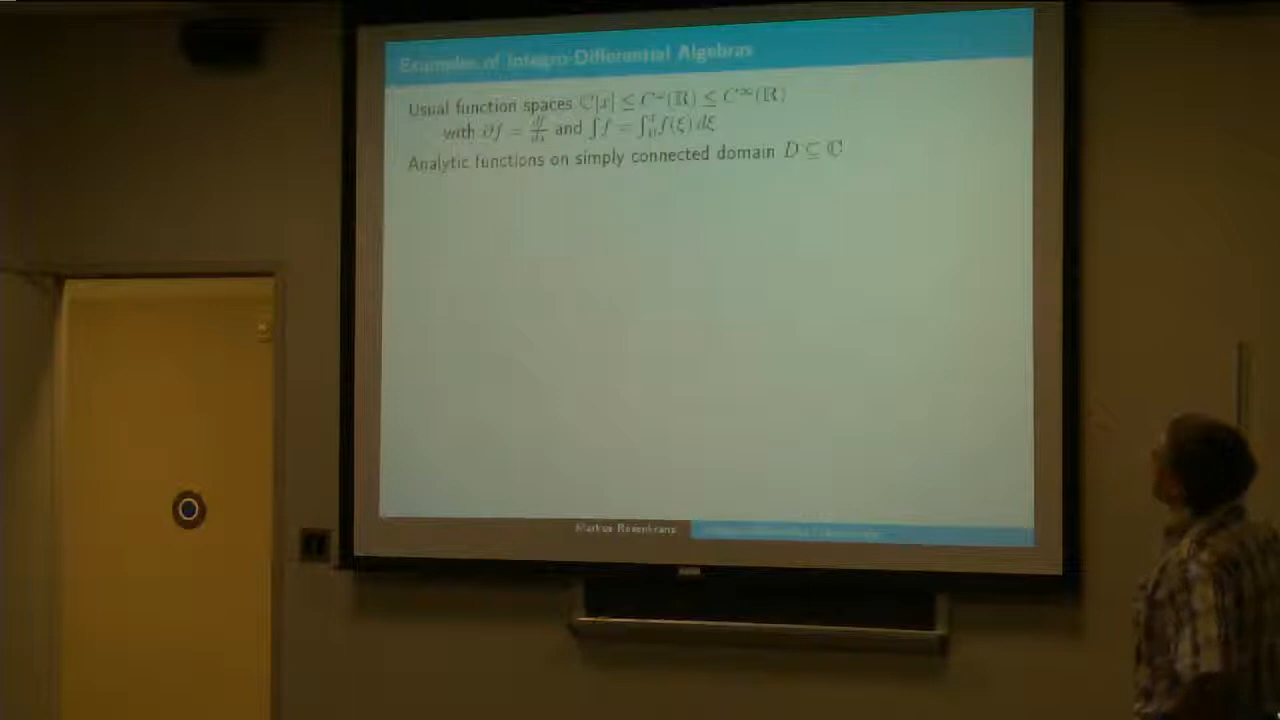 Examples of Integro-Differential Algebras
Usual function spaces ℂ[x] ≤ C^ω(ℝ) ≤ C^∞(ℝ)
with ∂f = df/dx and ∫f = ∫₀ˣ f(ξ) dξ
Analytic functions on simply connected domain D ⊆ ℂ
Markus Rosenkranz